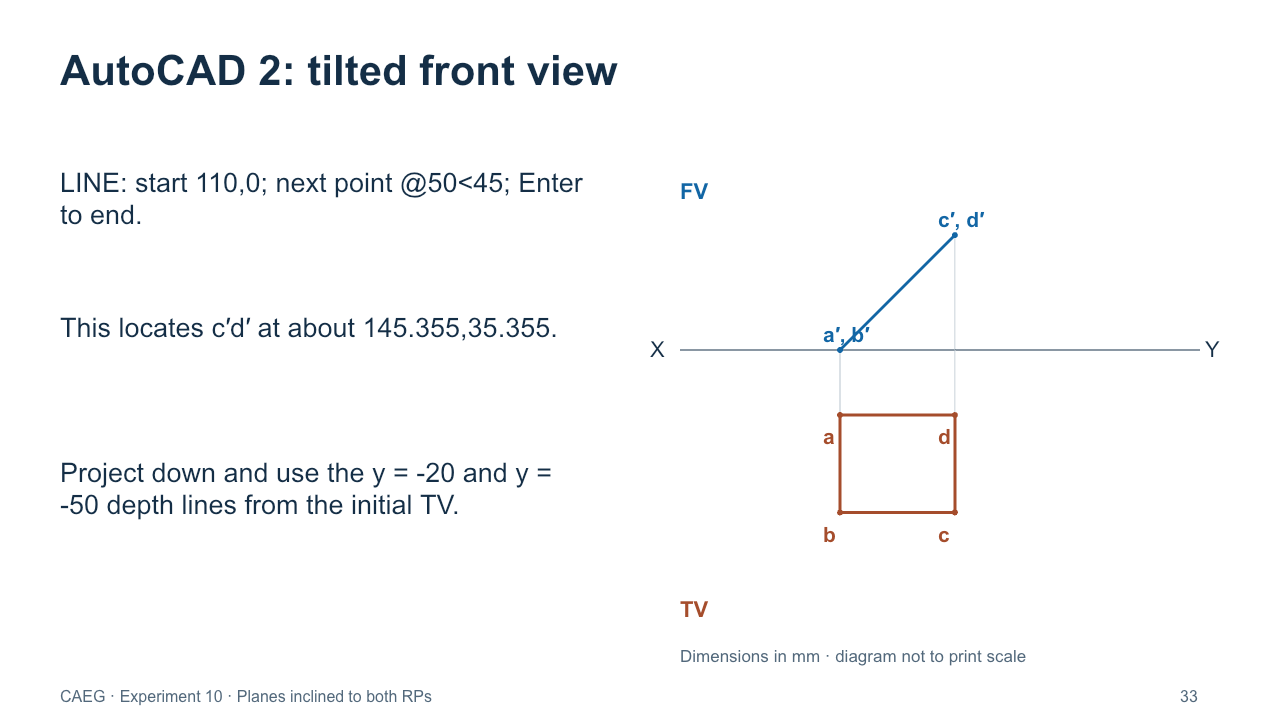 AutoCAD 2: tilted front view
LINE: start 110,0; next point @50<45; Enter
to end.
This locates c′d′ at about 145.355,35.355.
Project down and use the y = -20 and y =
-50 depth lines from the initial TV.
FV
c′, d′
a′, b′
X
Y
a
d
b
c
TV
Dimensions in mm · diagram not to print scale
CAEG · Experiment 10 · Planes inclined to both RPs
33